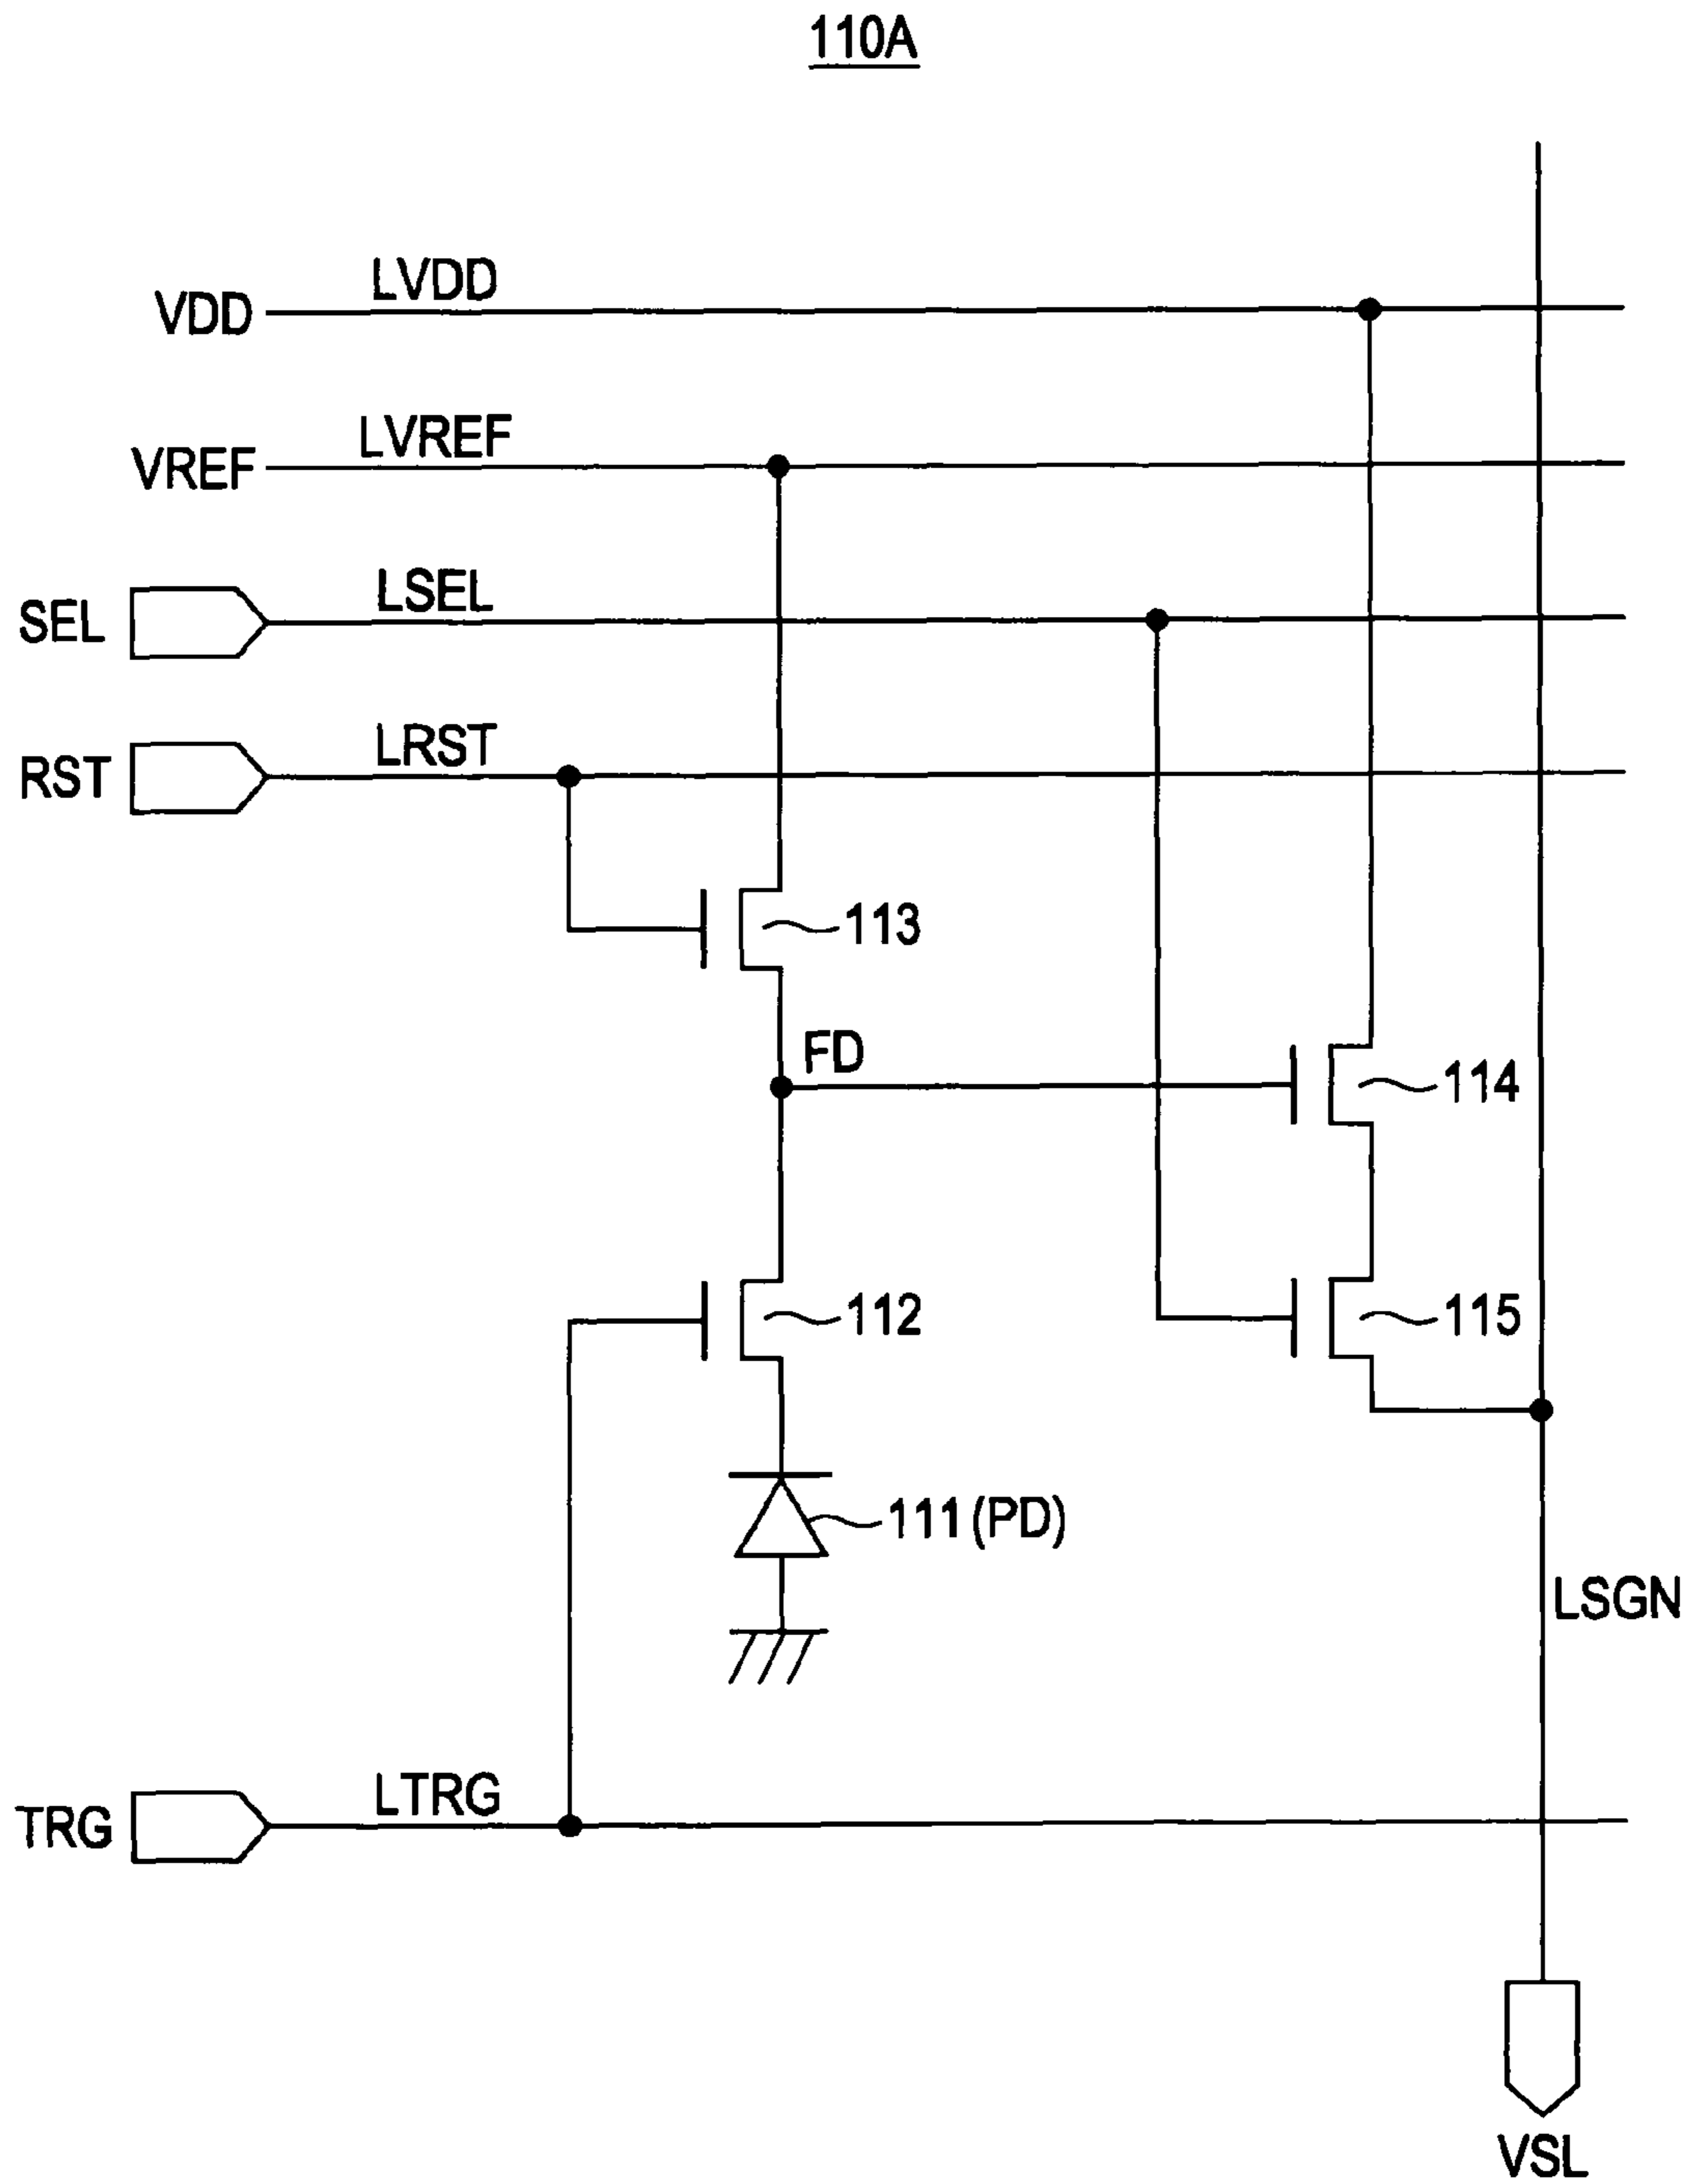 110A
LVDD
VDD
LVREF
VREF
LSEL
SEL
LRST
RST
113
FD
114
112
115
111(PD)
LSGN
LTRG
TRG
VSL